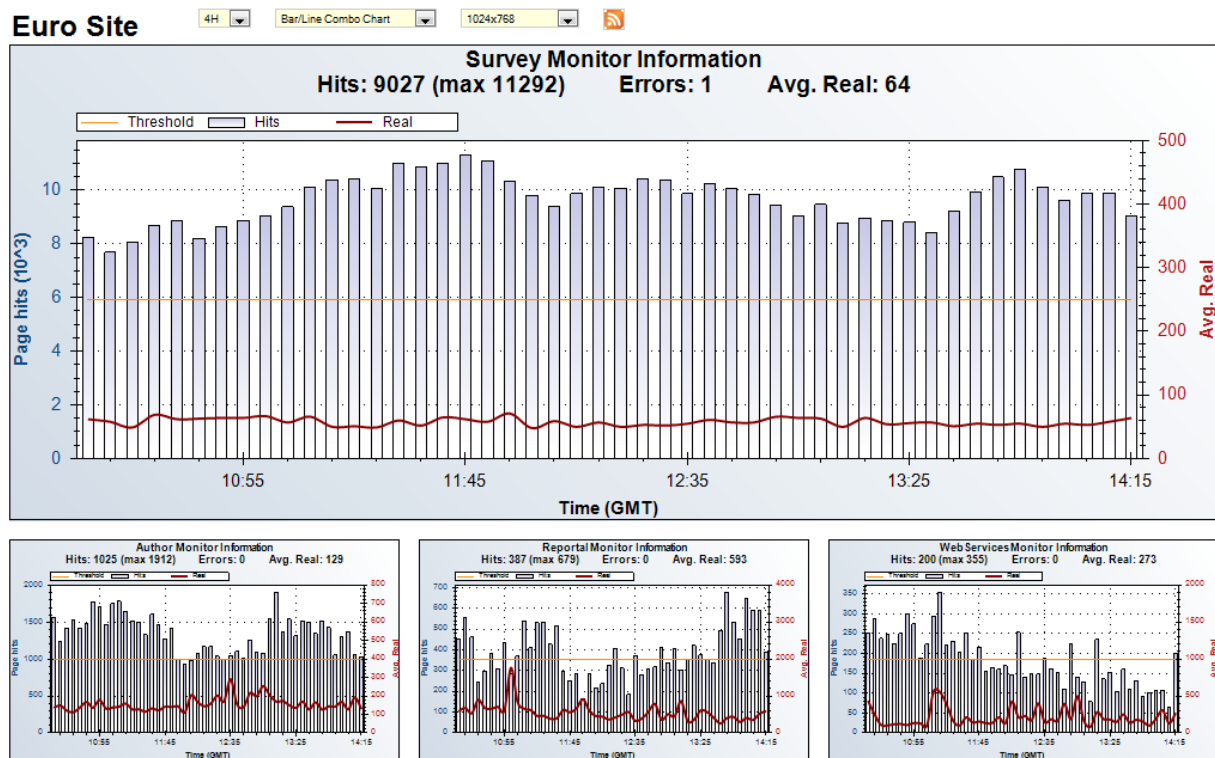 Euro Site
4H
Bar/Line Combo Chart
1024x768
Survey Monitor Information
Hits: 9027 (max 11292) Errors: 1 Avg. Real: 64
Threshold Hits Real
Page hits (10^3)
10
8
6
4
2
0
500
400
300
200
100
0
Avg. Real
10:55 11:45 12:35 13:25 14:15
Time (GMT)
Author Monitor Information
Hits: 1025 (max 1912) Errors: 0 Avg. Real: 129
Threshold Hits Real
Page hits
2000
1500
1000
500
0
800
700
600
500
400
300
200
100
0
Avg. Real
10:55 11:45 12:35 13:25 14:15
Time (GMT)
Reportal Monitor Information
Hits: 387 (max 679) Errors: 0 Avg. Real: 593
Threshold Hits Real
Page hits
700
600
500
400
300
200
100
0
4000
3000
2000
1000
0
Avg. Real
10:55 11:45 12:35 13:25 14:15
Time (GMT)
Web Services Monitor Information
Hits: 200 (max 355) Errors: 0 Avg. Real: 273
Threshold Hits Real
Page hits
350
300
250
200
150
100
50
0
2000
1500
1000
500
0
Avg. Real
10:55 11:45 12:35 13:25 14:15
Time (GMT)